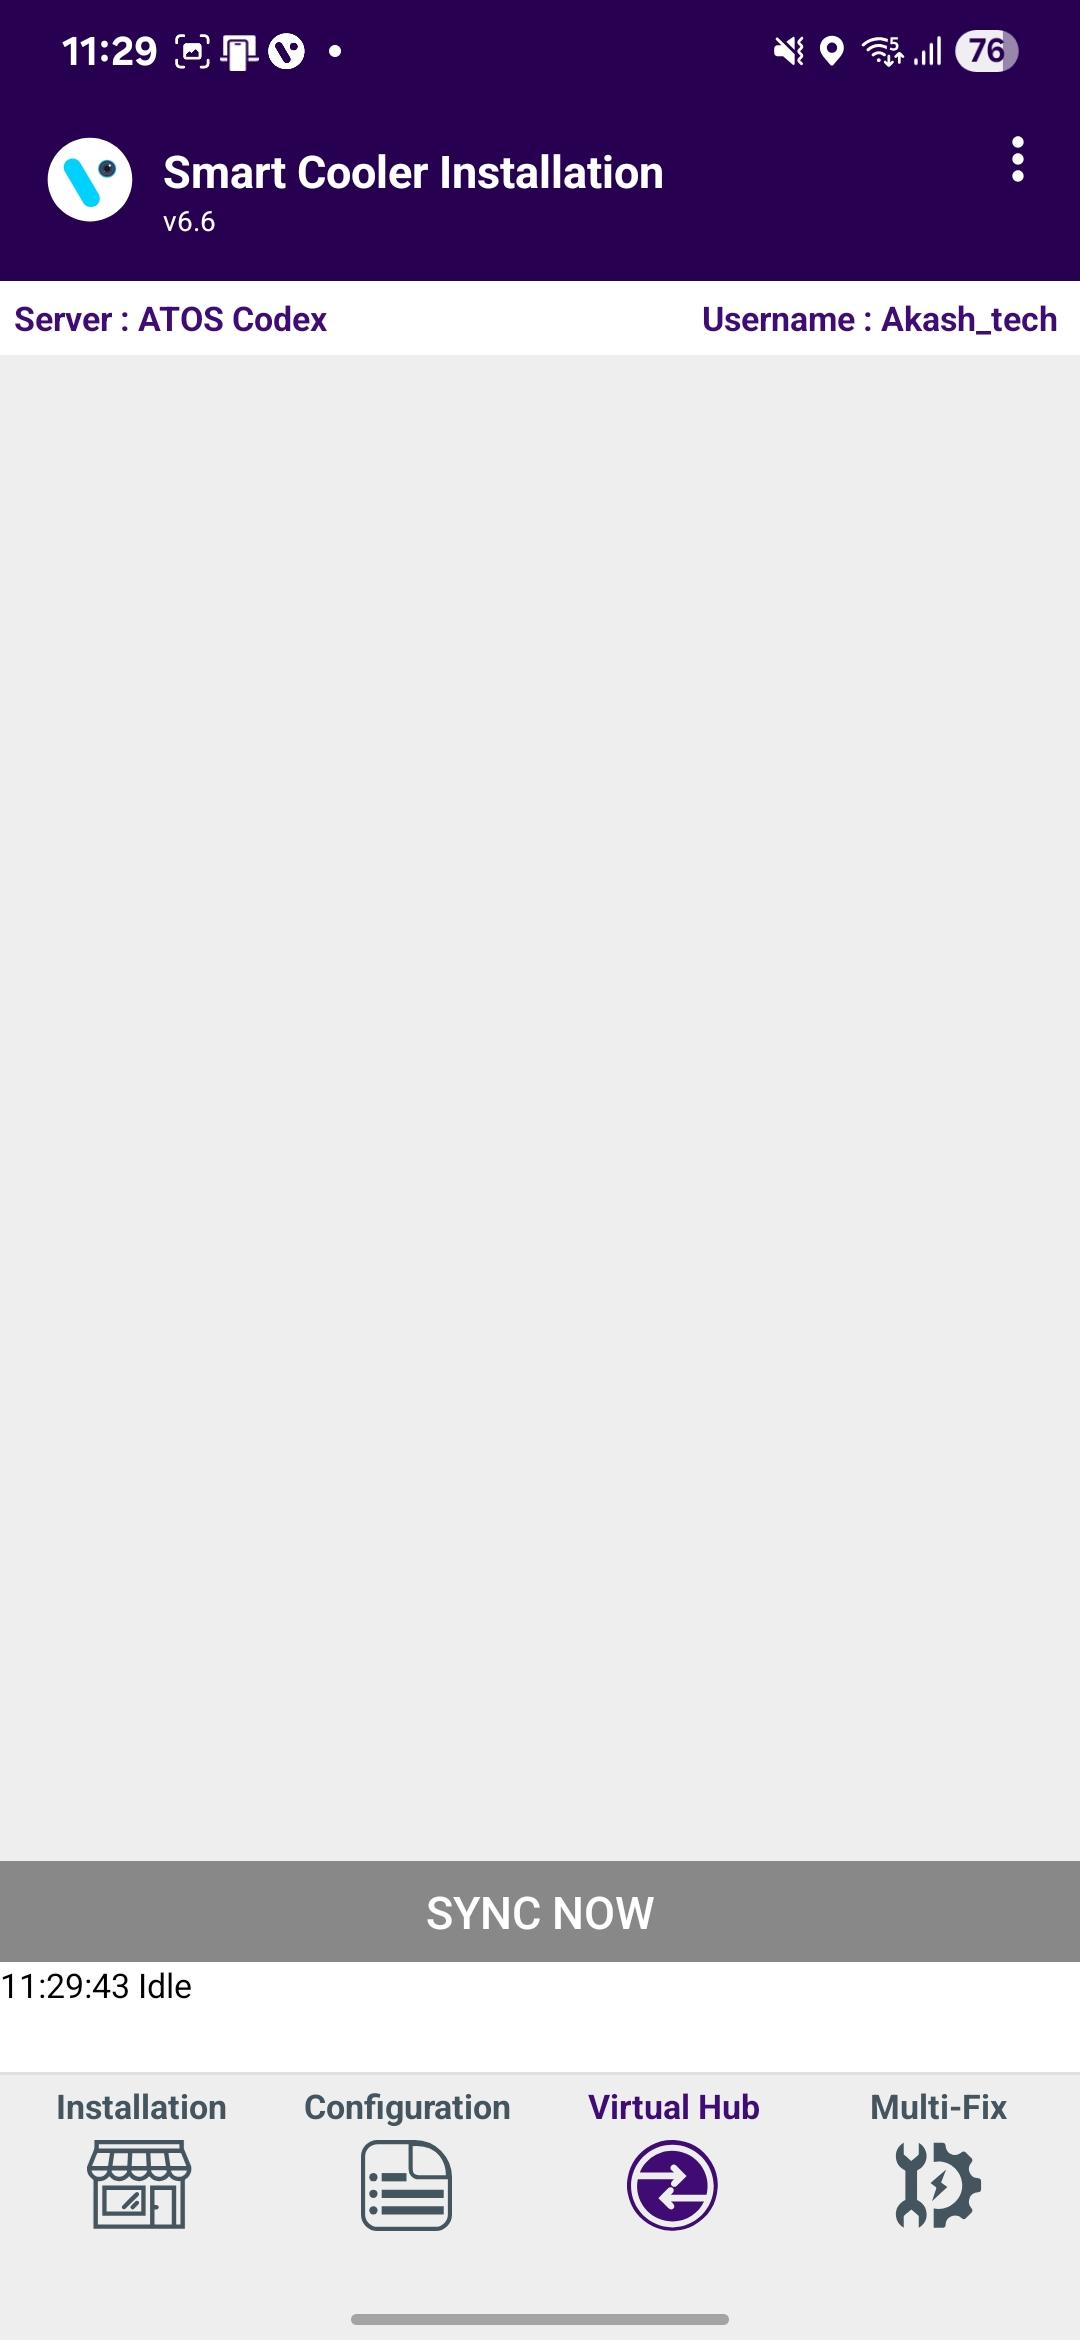 11:29
5
76
Smart Cooler Installation
v6.6
Server : ATOS Codex
Username : Akash_tech
SYNC NOW
11:29:43 Idle
Installation
Configuration
Virtual Hub
Multi-Fix